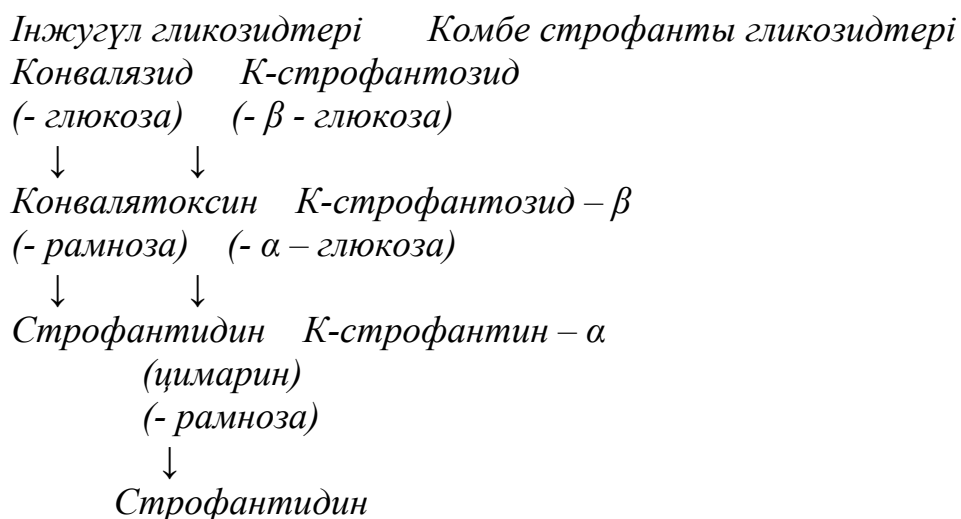 Інжугүл гликозидтері Комбе строфанты гликозидтері
Конвалязид К-строфантозид
(- глюкоза) (- β - глюкоза)
↓ ↓
Конвалятоксин К-строфантозид – β
(- рамноза) (- α – глюкоза)
↓ ↓
Строфантидин К-строфантин – α
(цимарин)
(- рамноза)
↓
Строфантидин